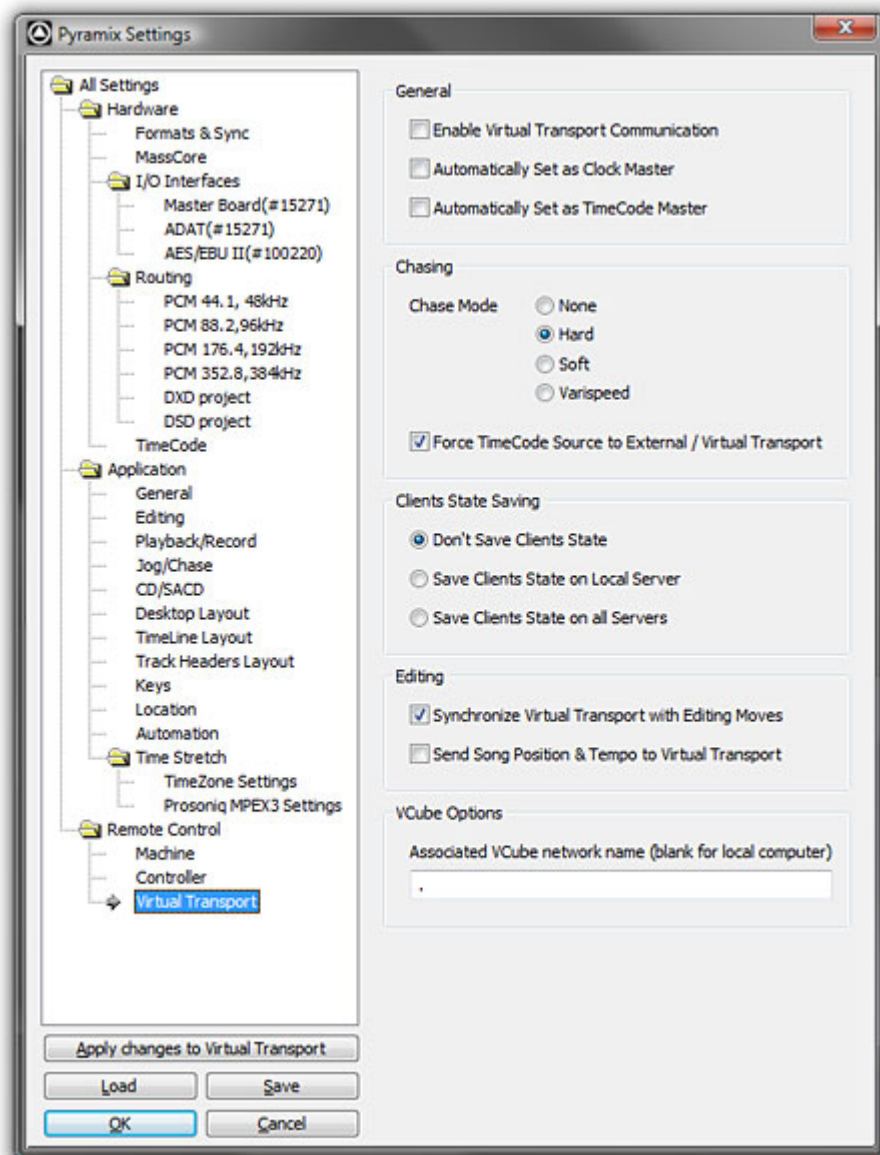 Pyramix Settings
All Settings
Hardware
Formats & Sync
MassCore
I/O Interfaces
Master Board(#15271)
ADAT(#15271)
AES/EBU II(#100220)
Routing
PCM 44.1, 48kHz
PCM 88.2,96kHz
PCM 176.4,192kHz
PCM 352.8,384kHz
DXD project
DSD project
TimeCode
Application
General
Editing
Playback/Record
Jog/Chase
CD/SACD
Desktop Layout
TimeLine Layout
Track Headers Layout
Keys
Location
Automation
Time Stretch
TimeZone Settings
Prosoniq MPEX3 Settings
Remote Control
Machine
Controller
Virtual Transport
Apply changes to Virtual Transport
Load Save
OK Cancel
General
Enable Virtual Transport Communication
Automatically Set as Clock Master
Automatically Set as TimeCode Master
Chasing
Chase Mode None
Hard
Soft
Varispeed
Force TimeCode Source to External / Virtual Transport
Clients State Saving
Don't Save Clients State
Save Clients State on Local Server
Save Clients State on all Servers
Editing
Synchronize Virtual Transport with Editing Moves
Send Song Position & Tempo to Virtual Transport
VCube Options
Associated VCube network name (blank for local computer)
,